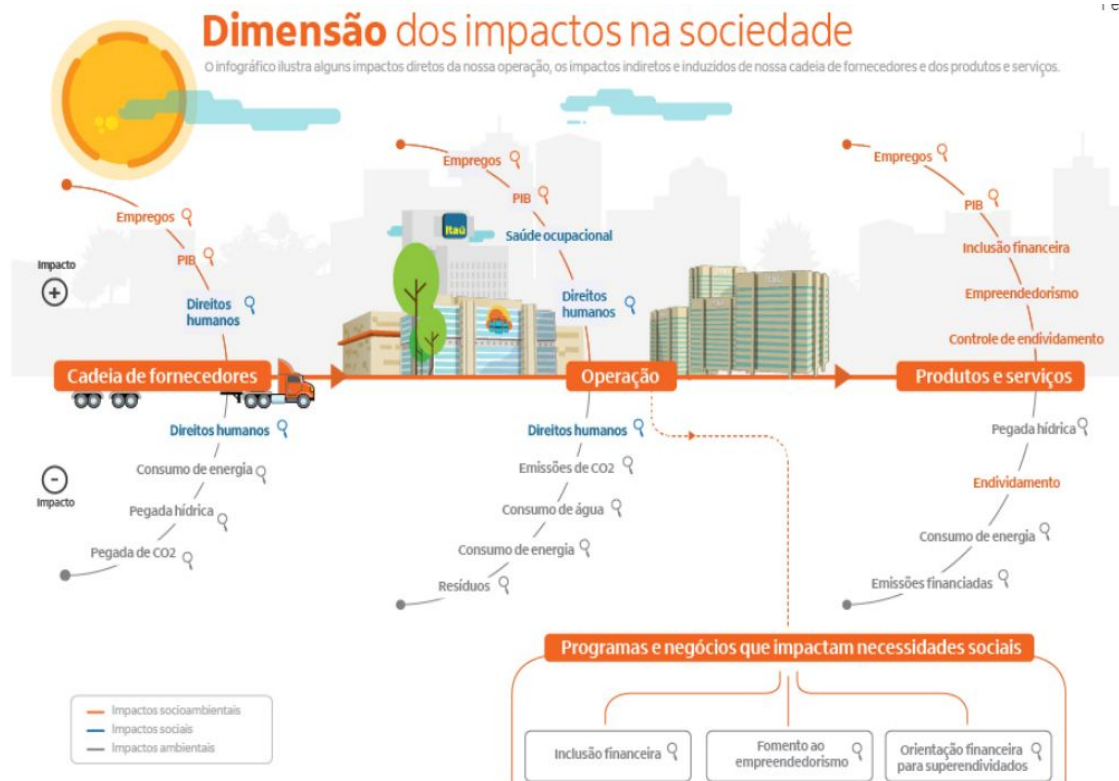 Dimensão dos impactos na sociedade
O infográfico ilustra alguns impactos diretos da nossa operação, os impactos indiretos e induzidos de nossa cadeia de fornecedores e dos produtos e serviços.
Impacto
+
Empregos
PIB
Direitos
humanos
Cadeia de fornecedores
Direitos humanos
Consumo de energia
Pegada hídrica
Pegada de CO2
-
Impacto
Empregos
PIB
Itaú
Saúde ocupacional
Direitos
humanos
Operação
Direitos humanos
Emissões de CO2
Consumo de água
Consumo de energia
Resíduos
Empregos
PIB
Inclusão financeira
Empreendedorismo
Controle de endividamento
Produtos e serviços
Pegada hídrica
Endividamento
Consumo de energia
Emissões financiadas
Programas e negócios que impactam necessidades sociais
Inclusão financeira
Fomento ao
empreendedorismo
Orientação financeira
para superendividados
Impactos socioambientais
Impactos sociais
Impactos ambientais